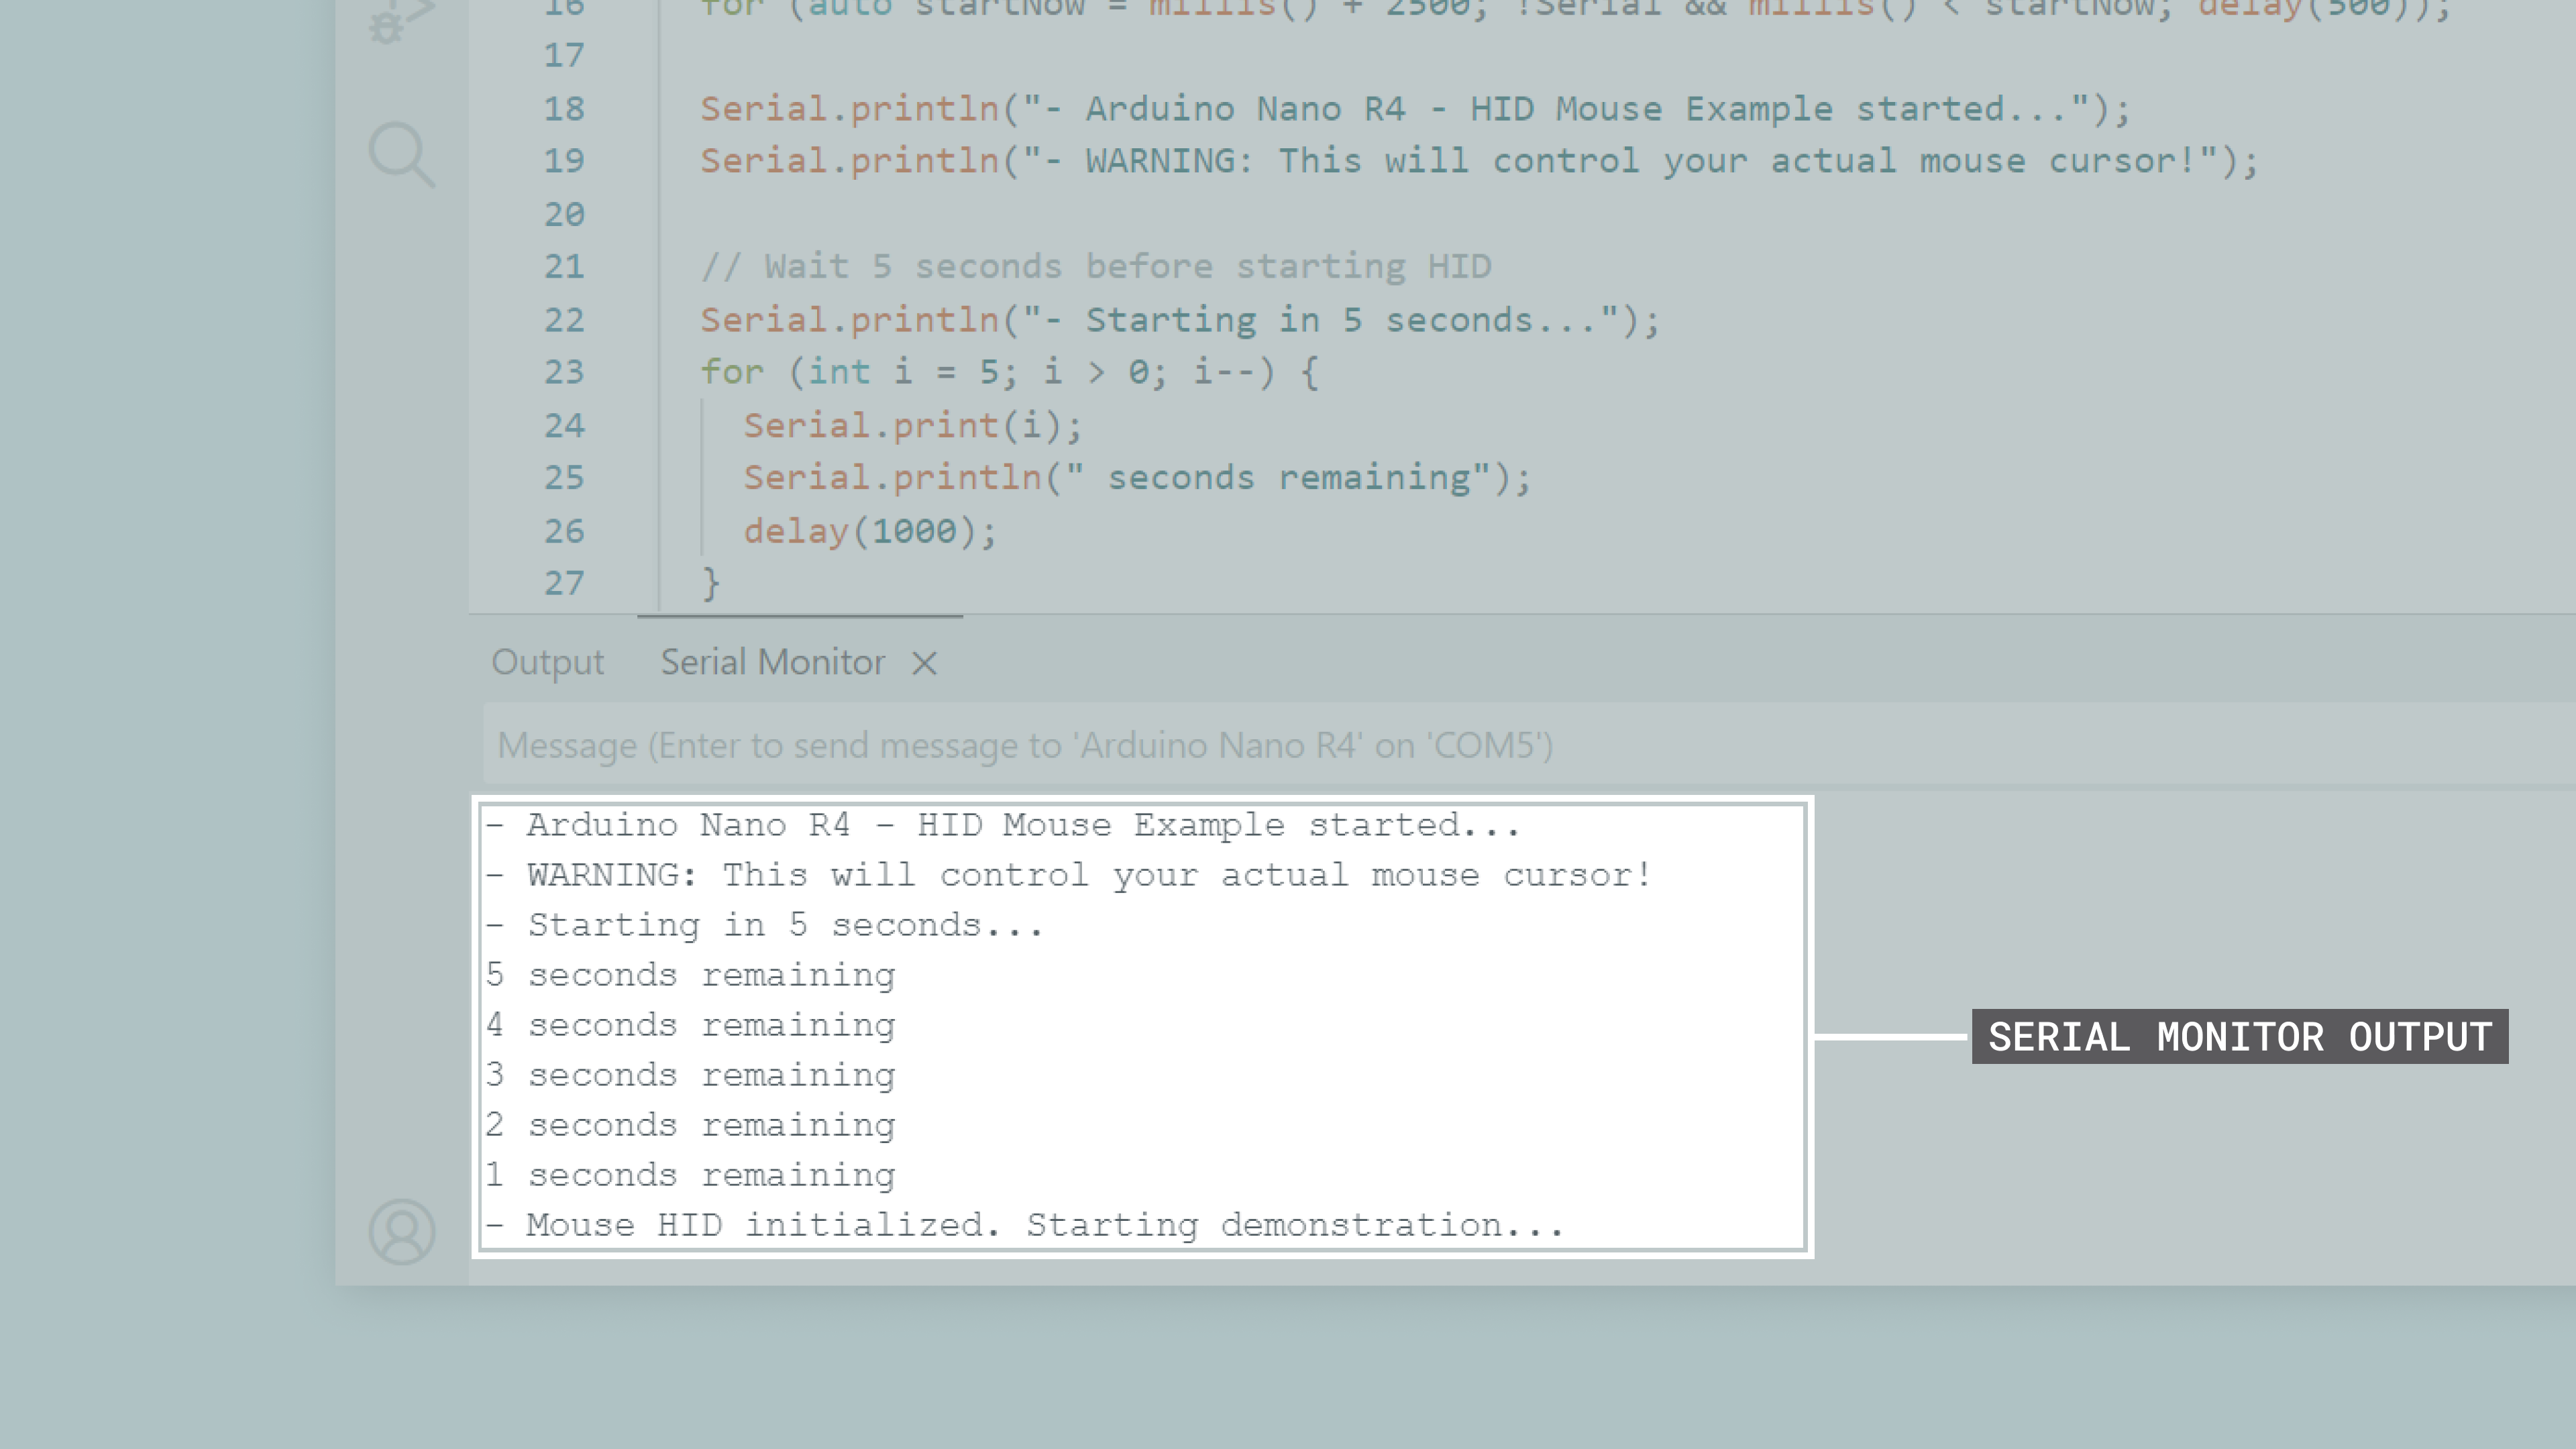 16 for (auto startNow = millis() + 2500; !Serial && millis() < startNow; delay(500));
17
18 Serial.println("- Arduino Nano R4 - HID Mouse Example started...");
19 Serial.println("- WARNING: This will control your actual mouse cursor!");
20
21 // Wait 5 seconds before starting HID
22 Serial.println("- Starting in 5 seconds...");
23 for (int i = 5; i > 0; i--) {
24 Serial.print(i);
25 Serial.println(" seconds remaining");
26 delay(1000);
27 }
Output Serial Monitor
Message (Enter to send message to 'Arduino Nano R4' on 'COM5')
- Arduino Nano R4 - HID Mouse Example started...
- WARNING: This will control your actual mouse cursor!
- Starting in 5 seconds...
5 seconds remaining
4 seconds remaining
3 seconds remaining
2 seconds remaining
1 seconds remaining
- Mouse HID initialized. Starting demonstration...
SERIAL MONITOR OUTPUT